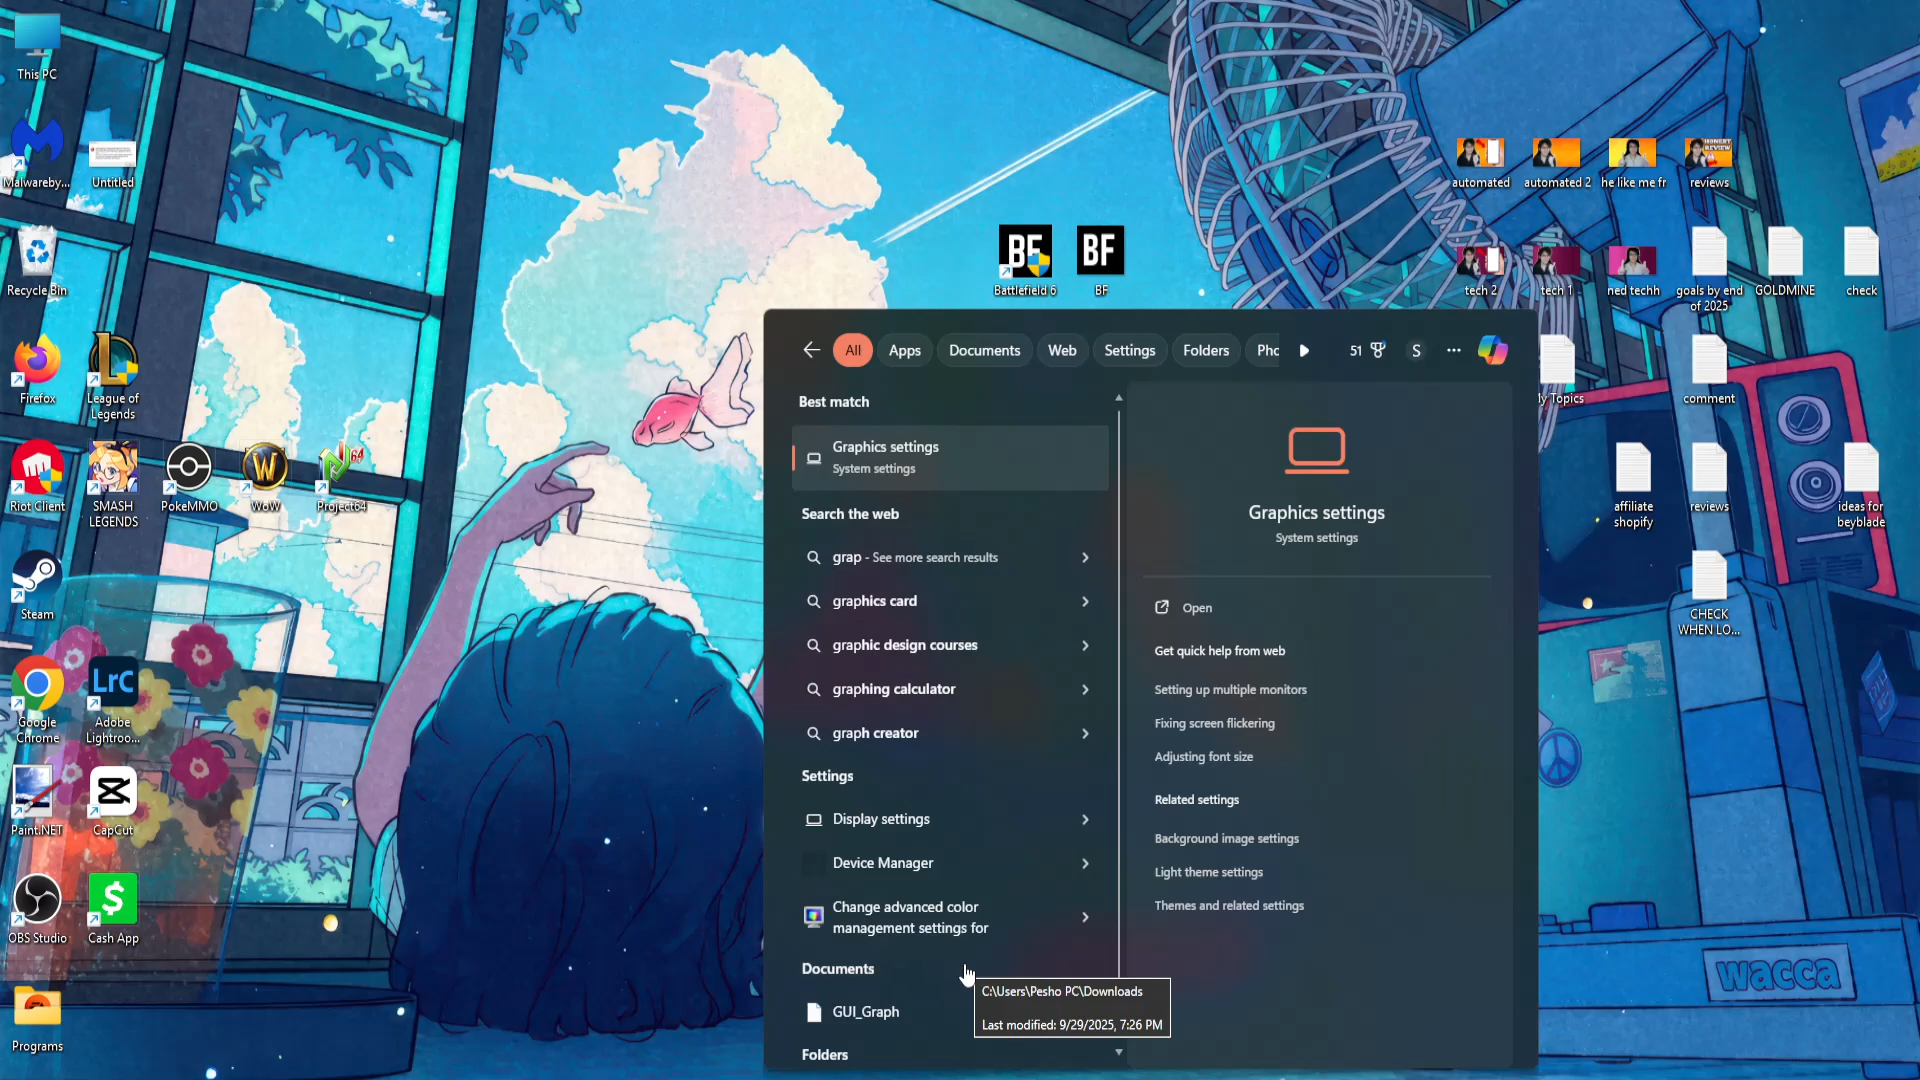 This PC
Malwareby...
Untitled
Recycle Bin
Firefox
League of
Legends
Riot Client
SMASH
LEGENDS
PokeMMO
WoW
Project64
Steam
Google
Chrome
LrC
Adobe
Lightroo...
Paint.NET
CapCut
OBS Studio
Cash App
Programs
BF
Battlefield 6
BF
BF
automated
automated 2
he like me fr
HONEST
REVIEW
reviews
tech 2
tech 1
ned techh
goals by end
of 2025
GOLDMINE
check
My Topics
comment
affiliate
shopify
reviews
ideas for
beyblade
CHECK
WHEN LO...
wacca
All
Apps
Documents
Web
Settings
Folders
Pho
51
S
...
Best match
Graphics settings
System settings
Search the web
grap - See more search results
graphics card
graphic design courses
graphing calculator
graph creator
Settings
Display settings
Device Manager
Change advanced color
management settings for
Documents
GUI_Graph
Folders
C:\Users\Pesho PC\Downloads
Last modified: 9/29/2025, 7:26 PM
Graphics settings
System settings
Open
Get quick help from web
Setting up multiple monitors
Fixing screen flickering
Adjusting font size
Related settings
Background image settings
Light theme settings
Themes and related settings